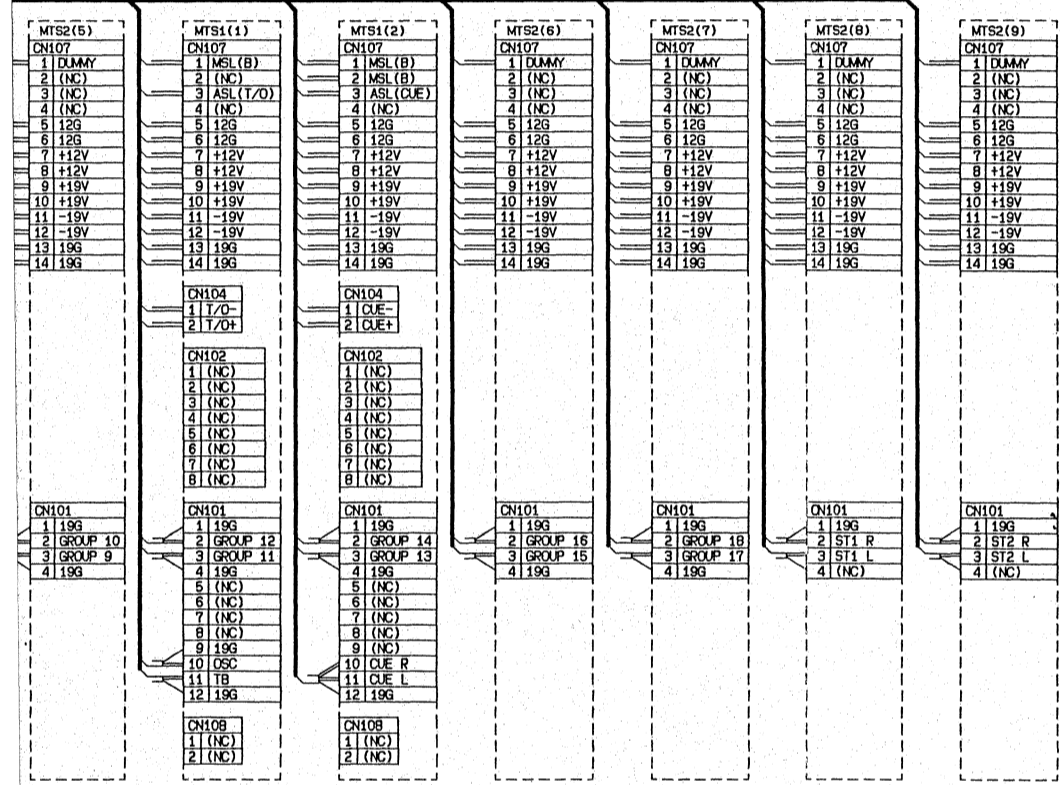 MTS2(5)
CN107
1 DUMMY
2 (NC)
3 (NC)
4 (NC)
5 12G
6 12G
7 +12V
8 +12V
9 +19V
10 +19V
11 -19V
12 -19V
13 19G
14 19G
CN101
1 19G
2 GROUP 10
3 GROUP 9
4 19G
MTS1(1)
CN107
1 MSL(B)
2 (NC)
3 ASL(T/O)
4 (NC)
5 12G
6 12G
7 +12V
8 +12V
9 +19V
10 +19V
11 -19V
12 -19V
13 19G
14 19G
CN104
1 T/O-
2 T/O+
CN102
1 (NC)
2 (NC)
3 (NC)
4 (NC)
5 (NC)
6 (NC)
7 (NC)
8 (NC)
CN101
1 19G
2 GROUP 12
3 GROUP 11
4 19G
5 (NC)
6 (NC)
7 (NC)
8 (NC)
9 19G
10 OSC
11 TB
12 19G
CN108
1 (NC)
2 (NC)
MTS1(2)
CN107
1 MSL(B)
2 MSL(B)
3 ASL(CUE)
4 (NC)
5 12G
6 12G
7 +12V
8 +12V
9 +19V
10 +19V
11 -19V
12 -19V
13 19G
14 19G
CN104
1 CUE-
2 CUE+
CN102
1 (NC)
2 (NC)
3 (NC)
4 (NC)
5 (NC)
6 (NC)
7 (NC)
8 (NC)
CN101
1 19G
2 GROUP 14
3 GROUP 13
4 19G
5 (NC)
6 (NC)
7 (NC)
8 (NC)
9 (NC)
10 CUE R
11 CUE L
12 19G
CN108
1 (NC)
2 (NC)
MTS2(6)
CN107
1 DUMMY
2 (NC)
3 (NC)
4 (NC)
5 12G
6 12G
7 +12V
8 +12V
9 +19V
10 +19V
11 -19V
12 -19V
13 19G
14 19G
CN101
1 19G
2 GROUP 16
3 GROUP 15
4 19G
MTS2(7)
CN107
1 DUMMY
2 (NC)
3 (NC)
4 (NC)
5 12G
6 12G
7 +12V
8 +12V
9 +19V
10 +19V
11 -19V
12 -19V
13 19G
14 19G
CN101
1 19G
2 GROUP 18
3 GROUP 17
4 19G
MTS2(8)
CN107
1 DUMMY
2 (NC)
3 (NC)
4 (NC)
5 12G
6 12G
7 +12V
8 +12V
9 +19V
10 +19V
11 -19V
12 -19V
13 19G
14 19G
CN101
1 19G
2 ST1 R
3 ST1 L
4 (NC)
MTS2(9)
CN107
1 DUMMY
2 (NC)
3 (NC)
4 (NC)
5 12G
6 12G
7 +12V
8 +12V
9 +19V
10 +19V
11 -19V
12 -19V
13 19G
14 19G
CN101
1 19G
2 ST2 R
3 ST2 L
4 (NC)